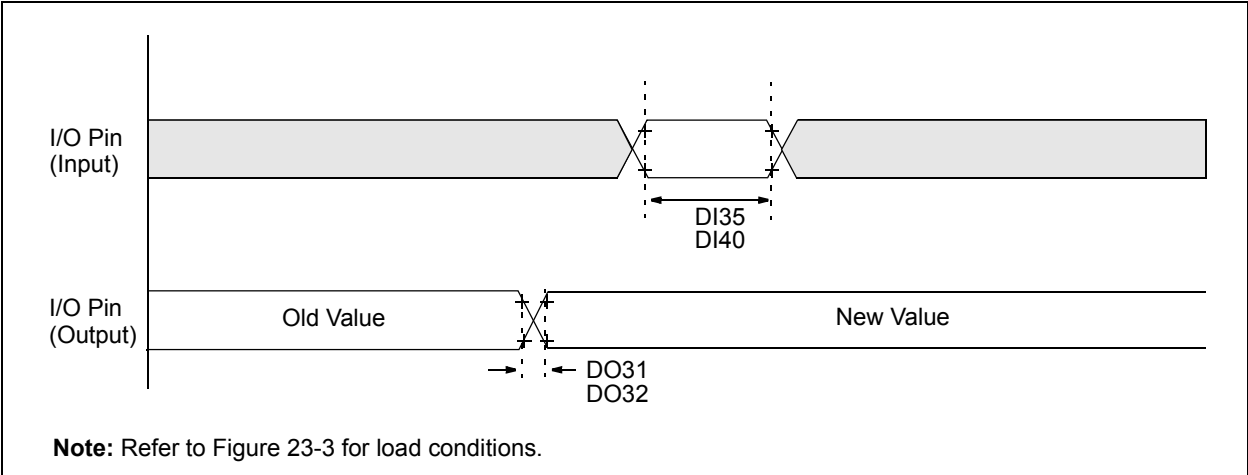 I/O Pin
(Input)
DI35
DI40
I/O Pin
(Output)
Old Value
New Value
DO31
DO32
Note: Refer to Figure 23-3 for load conditions.